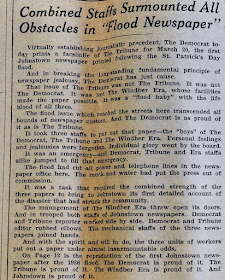 Combined Staffs Surmounted All
Obstacles in "Flood Newspaper"
Virtually establishing journalistic precedent, The Democrat to-
day prints a facsimile of The Tribune for March 20, the first
Johnstown newspaper printed following the St. Patrick's Day
flood.
And in breaking the longstanding fundamental principle of
newspaper jealousy, The Democrat has just cause.
That issue of The Tribune was not The Tribune. It was not
The Democrat. It was not The Windber Era, whose facilities
made the paper possible. It was a "flood baby" with the life
blood of all three.
The flood issue which reached the streets here transcended all
bounds of newspaper option. And The Democrat is as proud of
it as is The Tribune.
It took three staffs to put out that paper—the "boys" of The
Democrat, The Tribune and The Windber Era. Personal feelings
and jealousies were forgotten. Individual glory went by the board.
It was an emergency—and Democrat, Tribune and Era staffs
alike jumped to fill that emergency.
The flood had cut all power and telephone lines in the news-
paper office here. The muck and water had put the press out of
commission.
It was a task that required the combined strength of the
three papers to bring to Johnstown its first detailed account of
the disaster that had struck the community.
The management of The Windber Era threw open its doors.
And in trooped both staffs of Johnstown newspapers. Democrat
and Tribune reporter worked side by side. Democrat and Tribune
editor rubbed elbows. The mechanical staffs of the three news-
papers joined hands.
And with the spirit and will to do, the three units of workers
put out a paper under almost insurmountable odds.
On Page 13 is the reproduction of the first Johnstown news-
paper after the 1936 flood. The Democrat is proud of it. The
Tribune is proud of it. The Windber Era is proud of it. And
Johnstown is proud of it.